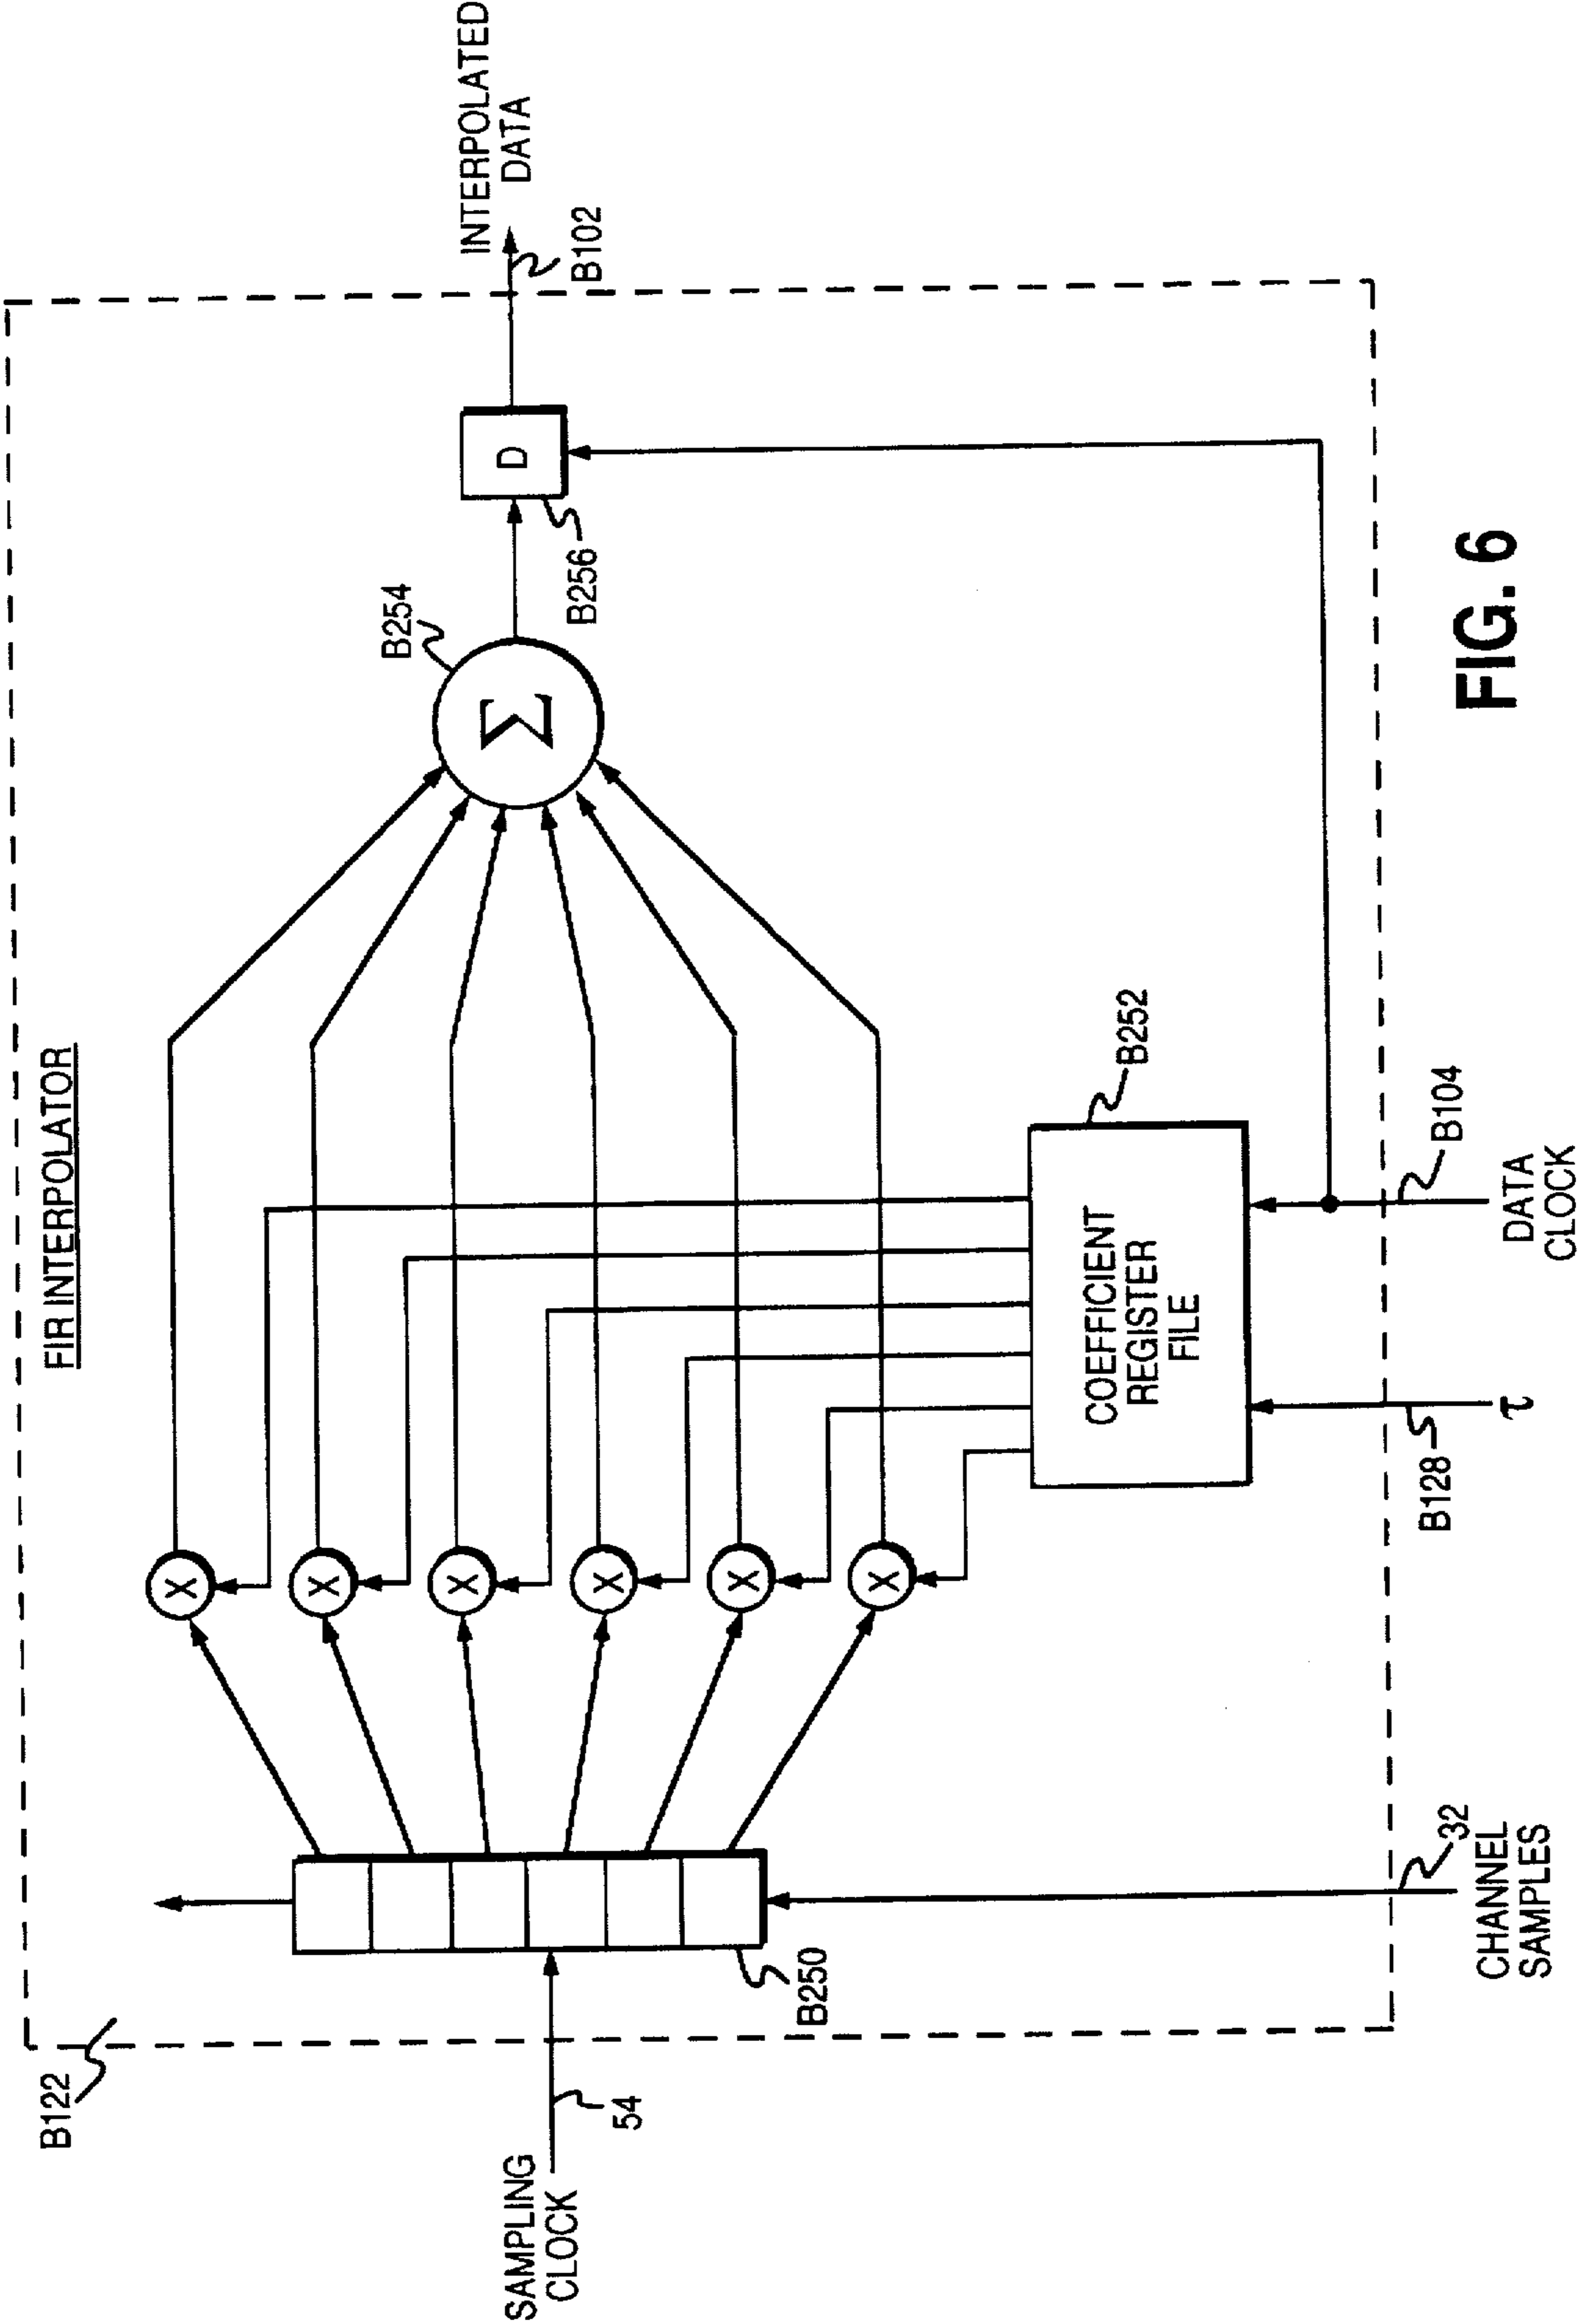 FIR INTERPOLATOR
B122
SAMPLING
CLOCK
54
B250
CHANNEL
SAMPLES
32
X
X
X
X
X
X
COEFFICIENT
REGISTER
FILE
B252
B128
τ
B104
DATA
CLOCK
Σ
B254
D
B256
B102
INTERPOLATED
DATA
FIG. 6